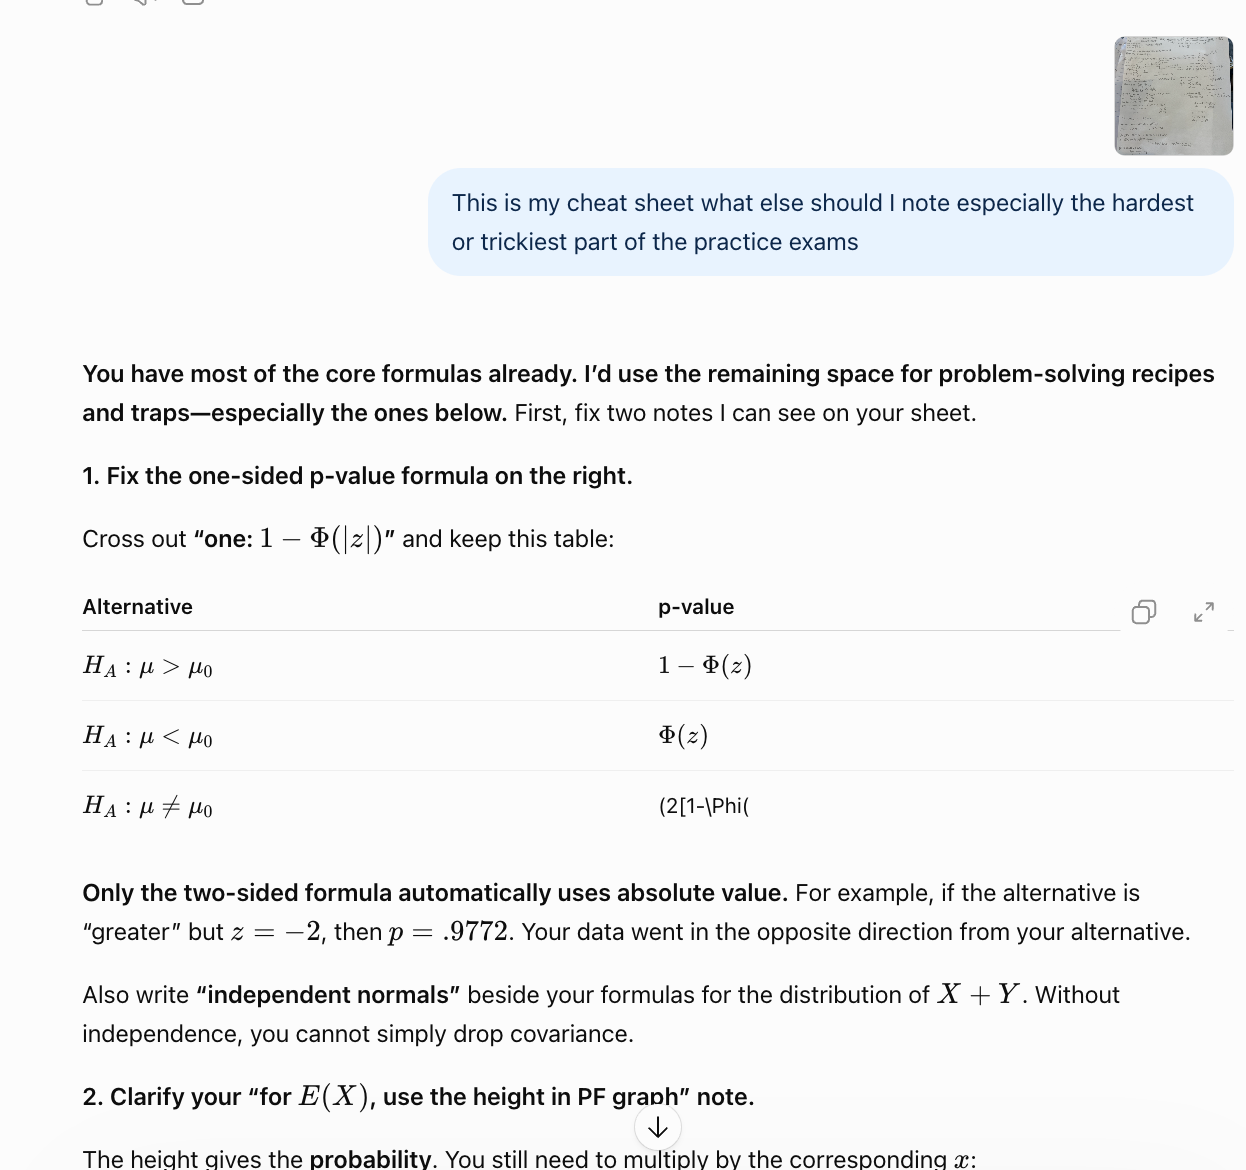 This is my cheat sheet what else should I note especially the hardest
or trickiest part of the practice exams
You have most of the core formulas already. I’d use the remaining space for problem-solving recipes
and traps—especially the ones below. First, fix two notes I can see on your sheet.
1. Fix the one-sided p-value formula on the right.
Cross out “one: 1 − Φ(|z|)” and keep this table:
Alternative p-value
H_A : μ > μ_0 1 − Φ(z)
H_A : μ < μ_0 Φ(z)
H_A : μ ≠ μ_0 (2[1-\Phi(
Only the two-sided formula automatically uses absolute value. For example, if the alternative is
“greater” but z = −2, then p = .9772. Your data went in the opposite direction from your alternative.
Also write “independent normals” beside your formulas for the distribution of X + Y. Without
independence, you cannot simply drop covariance.
2. Clarify your “for E(X), use the height in PF graph” note.
The height gives the probability. You still need to multiply by the corresponding x: